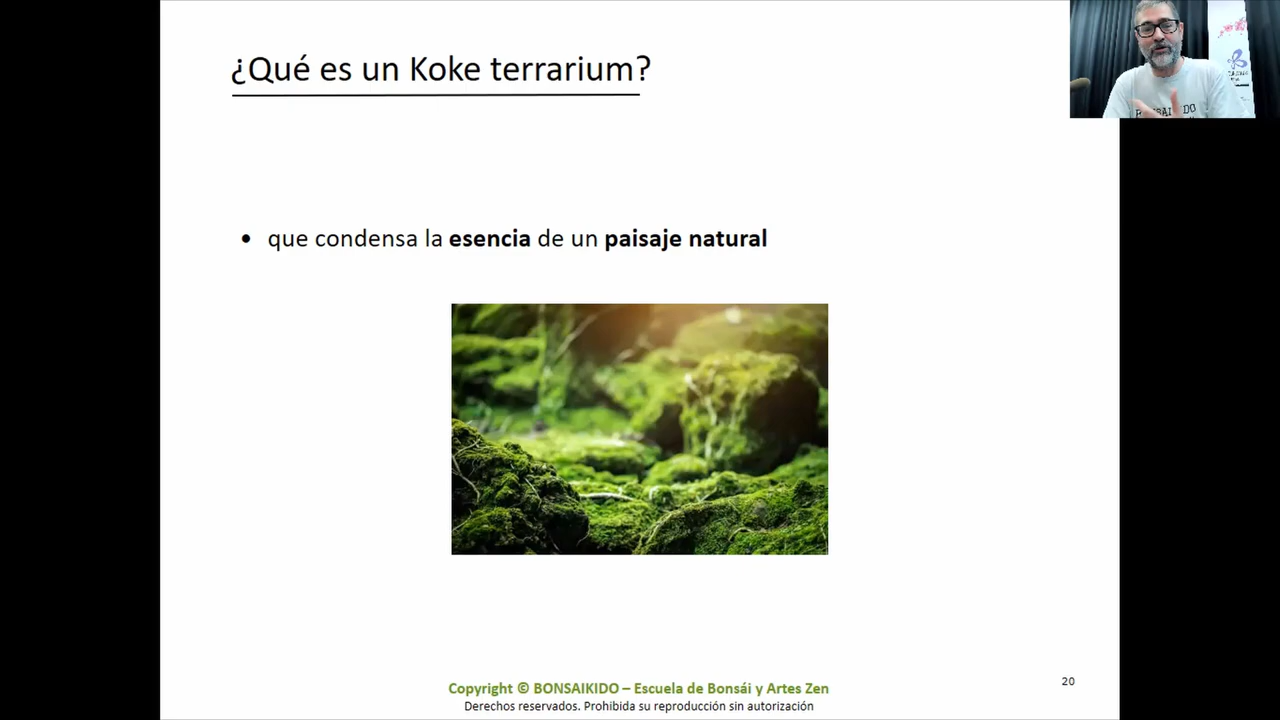 ¿Qué es un Koke terrarium?
• que condensa la esencia de un paisaje natural
Copyright © BONSAIKIDO – Escuela de Bonsái y Artes Zen
Derechos reservados. Prohibida su reproducción sin autorización
20